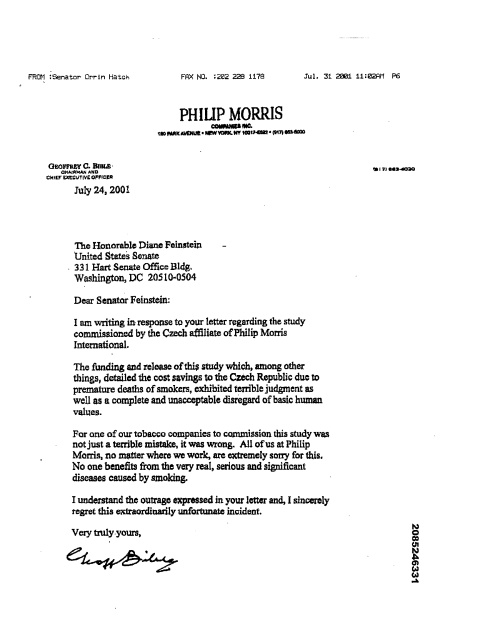 FROM :Senator Orrin Hatch FAX NO. :202 228 1178 Jul. 31 2001 11:02AM P6
PHILIP MORRIS
COMPANIES INC.
120 PARK AVENUE • NEW YORK, NY 10017-5592 • (917) 663-5000
GEOFFREY C. BIBLE
CHAIRMAN AND
CHIEF EXECUTIVE OFFICER
(917) 663-4030
July 24, 2001
The Honorable Diane Feinstein
United States Senate
331 Hart Senate Office Bldg.
Washington, DC 20510-0504
Dear Senator Feinstein:
I am writing in response to your letter regarding the study
commissioned by the Czech affiliate of Philip Morris
International.
The funding and release of this study which, among other
things, detailed the cost savings to the Czech Republic due to
premature deaths of smokers, exhibited terrible judgment as
well as a complete and unacceptable disregard of basic human
values.
For one of our tobacco companies to commission this study was
not just a terrible mistake, it was wrong. All of us at Philip
Morris, no matter where we work, are extremely sorry for this.
No one benefits from the very real, serious and significant
diseases caused by smoking.
I understand the outrage expressed in your letter and, I sincerely
regret this extraordinarily unfortunate incident.
Very truly yours,
2085246331